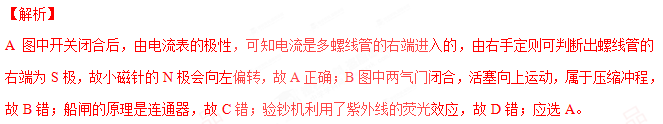 【解析】
A 图中开关闭合后，由电流表的极性，可知电流是多螺线管的右端进入的，由右手定则可判断出螺线管的
右端为 S 极，故小磁针的 N 极会向左偏转，故 A 正确；B 图中两气门闭合，活塞向上运动，属于压缩冲程，
故 B 错；船闸的原理是连通器，故 C 错；验钞机利用了紫外线的荧光效应，故 D 错；应选 A。